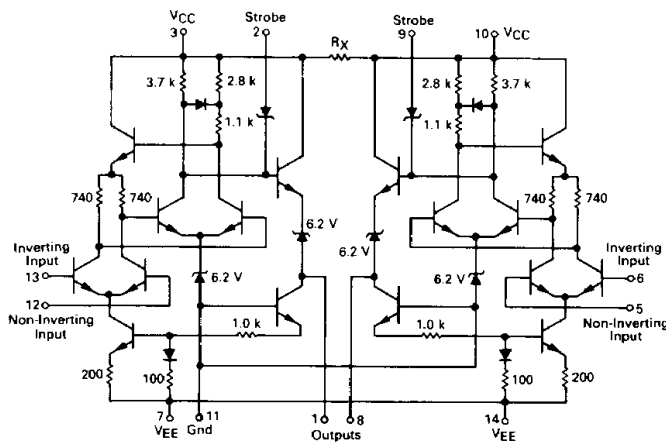 VCC
3
Strobe
2
RX
Strobe
9
10
VCC
3.7 k
2.8 k
1.1 k
2.8 k
3.7 k
1.1 k
740
740
740
740
6.2 V
6.2 V
6.2 V
6.2 V
Inverting
Input
13
12
Non-Inverting
Input
Inverting
Input
6
5
Non-Inverting
Input
1.0 k
1.0 k
200
100
100
200
7
VEE
11
Gnd
1
8
Outputs
14
VEE